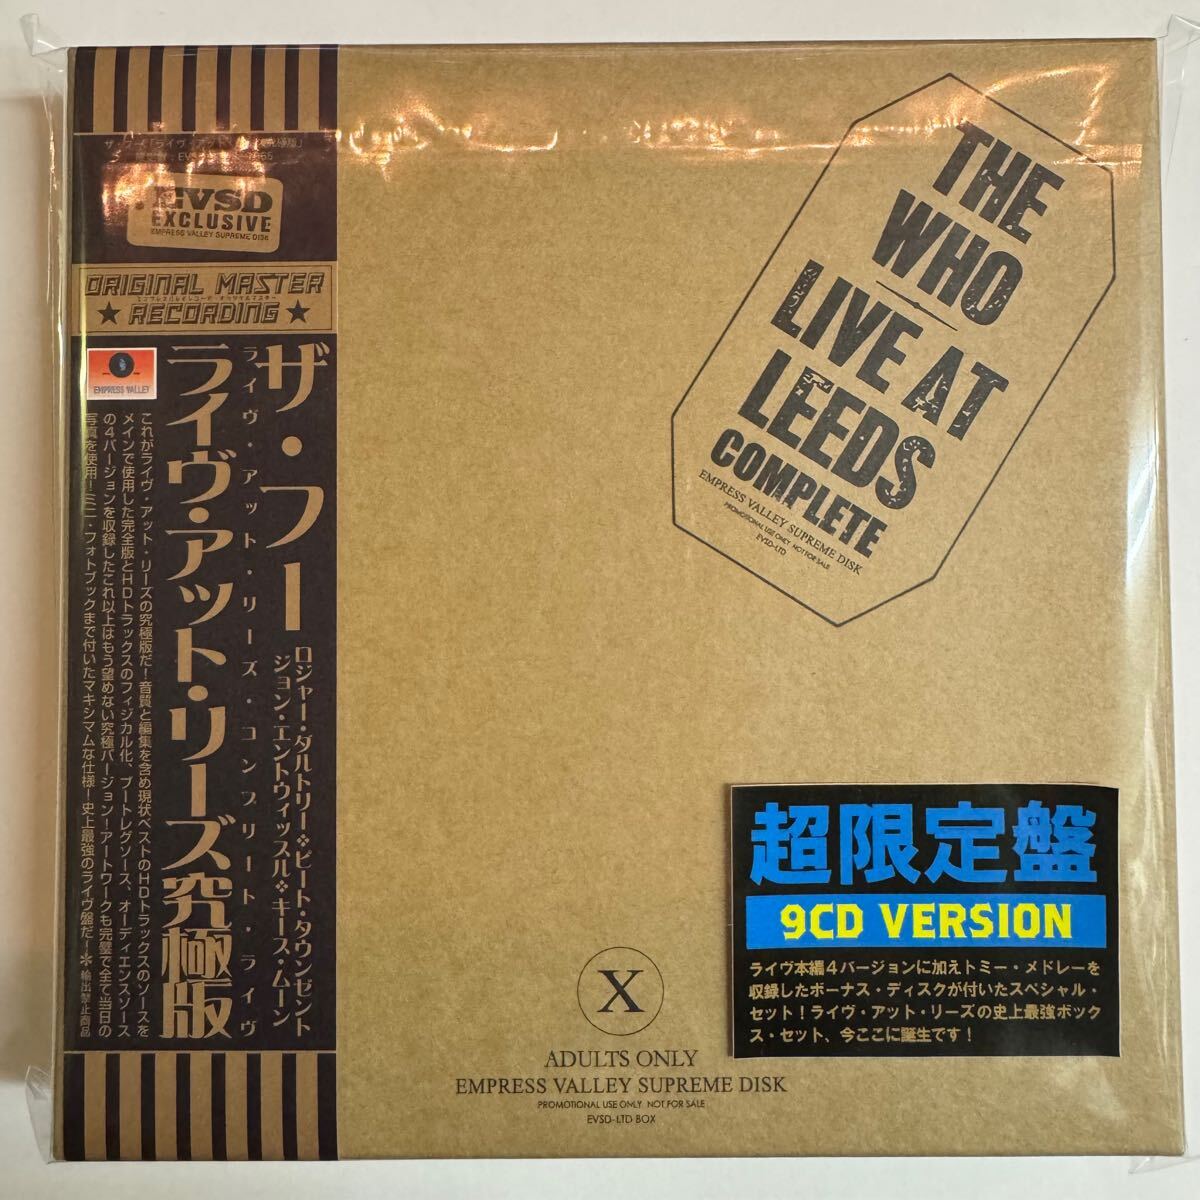 EVSD
EXCLUSIVE
EMPRESS VALLEY SUPREME DISK
ORIGINAL MASTER
RECORDING
EMPRESS VALLEY
ザ・フー
ロジャー・ダルトリー❖ピート・タウンゼント
ジョン・エントウィッスル❖キース・ムーン
ライヴ・アット・リーズ・コンプリート・ライヴ
ライヴ・アット・リーズ究極版
これがライヴ・アット・リーズの究極版だ！音質と編集を含め現状ベストのHDトラックスのソースを
メインで使用した完全版とHDトラックスのフィジカル化、ブートレグソース、オーディエンスソース
の４バージョンを収録したこれ以上はもう望めない究極バージョン！アートワークも完璧で全て当日の
写真を使用！ミニ・フォトブックまで付いたマキシマムな仕様！史上最強のライヴ盤だ！✻輸出禁止商品
THE
WHO
LIVE AT
LEEDS
COMPLETE
EMPRESS VALLEY SUPREME DISK
PROMOTIONAL USE ONLY NOT FOR SALE
EVSD-LTD
超限定盤
9CD VERSION
ライヴ本編４バージョンに加えトミー・メドレーを
収録したボーナス・ディスクが付いたスペシャル・
セット！ライヴ・アット・リーズの史上最強ボック
ス・セット、今ここに誕生です！
X
ADULTS ONLY
EMPRESS VALLEY SUPREME DISK
PROMOTIONAL USE ONLY NOT FOR SALE
EVSD-LTD BOX